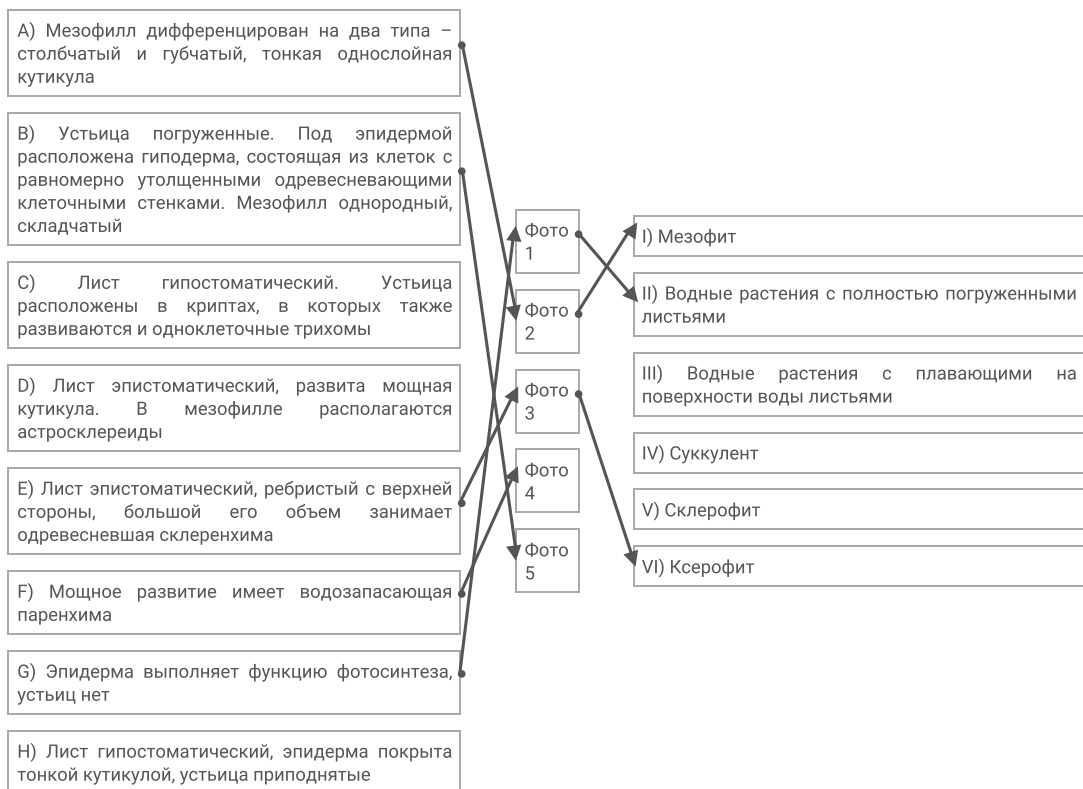 А) Мезофилл дифференцирован на два типа –
столбчатый и губчатый, тонкая однослойная
кутикула
В) Устьица погруженные. Под эпидермой
расположена гиподерма, состоящая из клеток с
равномерно утолщенными одревесневающими
клеточными стенками. Мезофилл однородный,
складчатый
С) Лист гипостоматический. Устьица
расположены в криптах, в которых также
развиваются и одноклеточные трихомы
D) Лист эпистоматический, развита мощная
кутикула. В мезофилле располагаются
астросклереиды
Е) Лист эпистоматический, ребристый с верхней
стороны, большой его объем занимает
одревесневшая склеренхима
F) Мощное развитие имеет водозапасающая
паренхима
G) Эпидерма выполняет функцию фотосинтеза,
устьиц нет
Н) Лист гипостоматический, эпидерма покрыта
тонкой кутикулой, устьица приподнятые
Фото
1
Фото
2
Фото
3
Фото
4
Фото
5
I) Мезофит
II) Водные растения с полностью погруженными
листьями
III) Водные растения с плавающими на
поверхности воды листьями
IV) Суккулент
V) Склерофит
VI) Ксерофит